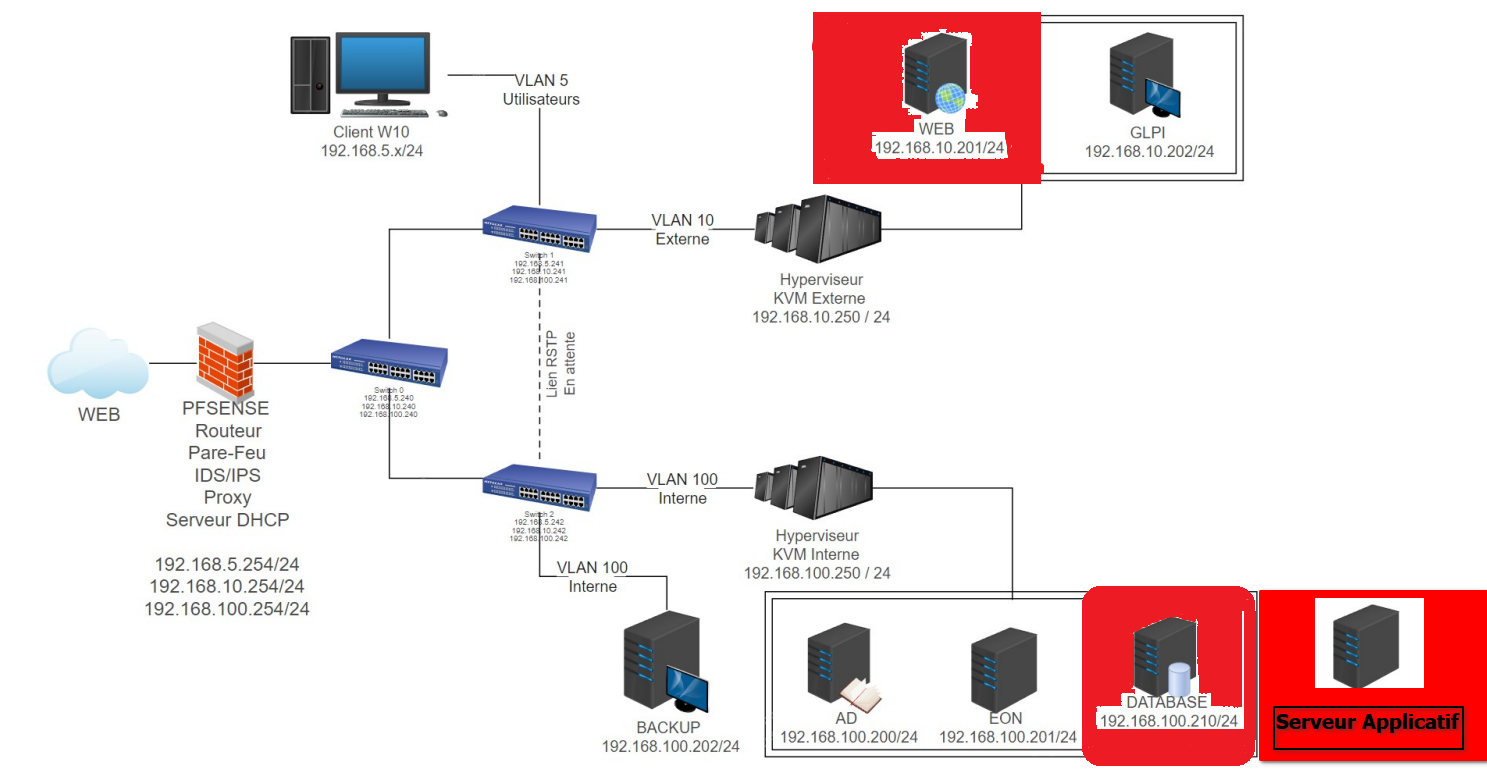 VLAN 5
Utilisateurs
Client W10
192.168.5.x/24
WEB
192.168.10.201/24
GLPI
192.168.10.202/24
VLAN 10
Externe
Switch 1
192.168.5.241
192.168.10.241
192.168.100.241
Hyperviseur
KVM Externe
192.168.10.250 / 24
Lien RSTP
En attente
WEB
PFSENSE
Routeur
Pare-Feu
IDS/IPS
Proxy
Serveur DHCP
192.168.5.254/24
192.168.10.254/24
192.168.100.254/24
Switch 0
192.168.5.240
192.168.10.240
192.168.100.240
VLAN 100
Interne
Switch 2
192.168.5.242
192.168.10.242
192.168.100.242
Hyperviseur
KVM Interne
192.168.100.250 / 24
VLAN 100
Interne
BACKUP
192.168.100.202/24
AD
192.168.100.200/24
EON
192.168.100.201/24
DATABASE
192.168.100.210/24
Serveur Applicatif